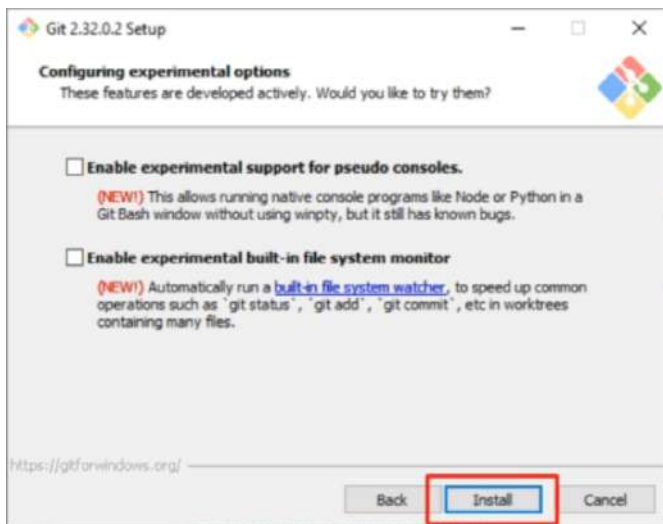 Git 2.32.0.2 Setup
Configuring experimental options
These features are developed actively. Would you like to try them?
Enable experimental support for pseudo consoles.
(NEW!) This allows running native console programs like Node or Python in a
Git Bash window without using winpty, but it still has known bugs.
Enable experimental built-in file system monitor
(NEW!) Automatically run a built-in file system watcher, to speed up common
operations such as `git status`, `git add`, `git commit`, etc in worktrees
containing many files.
https://gitforwindows.org/
Back Install Cancel